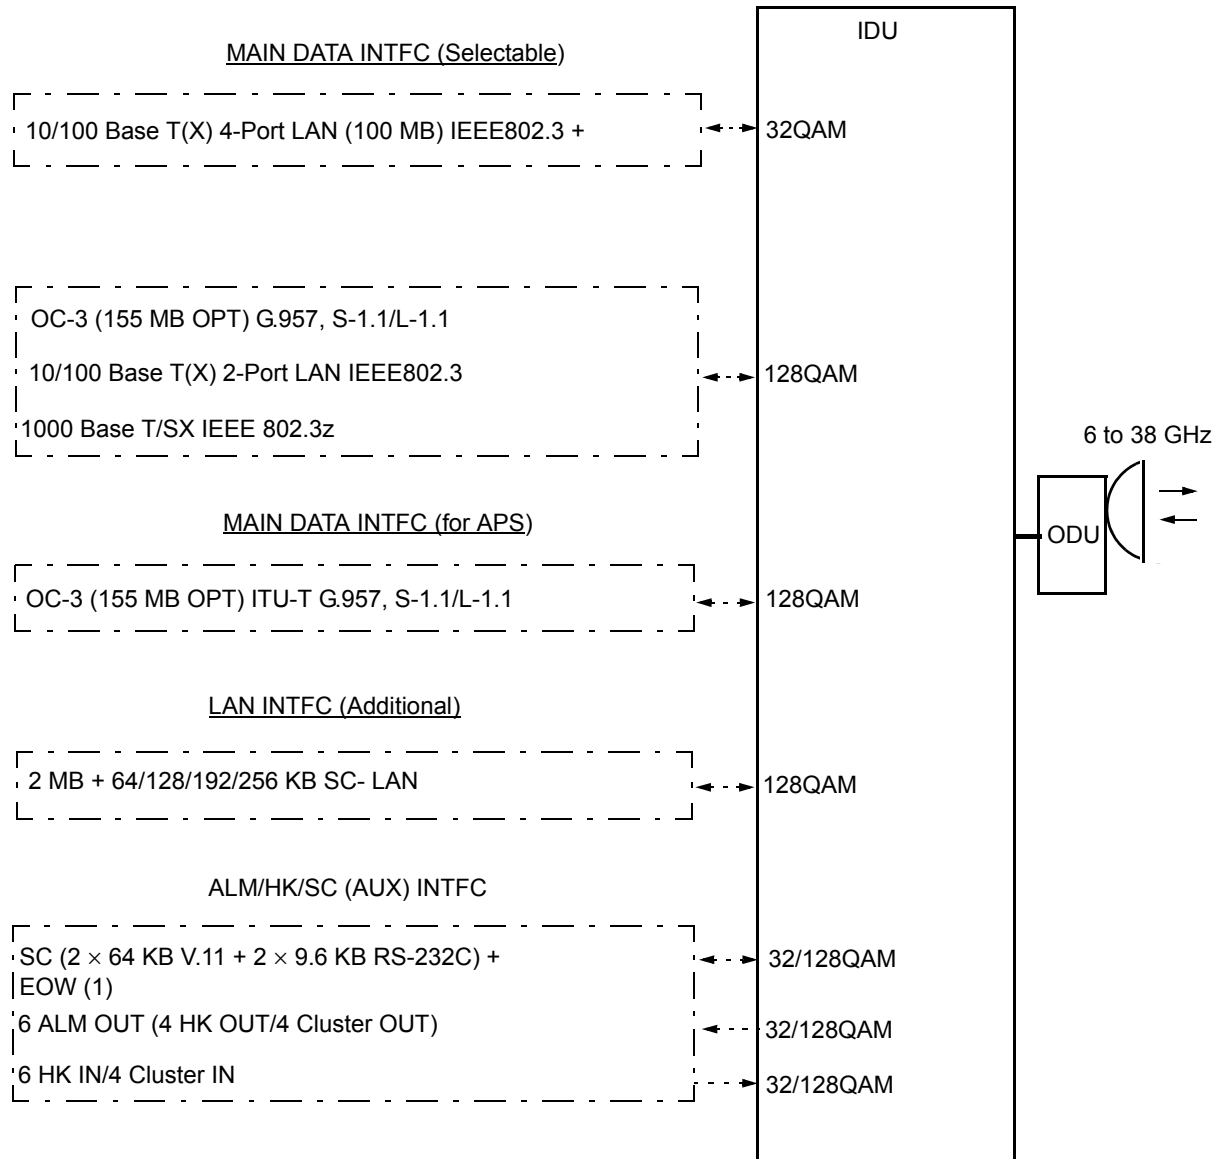 IDU
MAIN DATA INTFC (Selectable)
10/100 Base T(X) 4-Port LAN (100 MB) IEEE802.3 +
32QAM
OC-3 (155 MB OPT) G.957, S-1.1/L-1.1
10/100 Base T(X) 2-Port LAN IEEE802.3
128QAM
1000 Base T/SX IEEE 802.3z
6 to 38 GHz
MAIN DATA INTFC (for APS)
ODU
OC-3 (155 MB OPT) ITU-T G.957, S-1.1/L-1.1
128QAM
LAN INTFC (Additional)
2 MB + 64/128/192/256 KB SC- LAN
128QAM
ALM/HK/SC (AUX) INTFC
SC (2 × 64 KB V.11 + 2 × 9.6 KB RS-232C) +
EOW (1)
32/128QAM
6 ALM OUT (4 HK OUT/4 Cluster OUT)
32/128QAM
6 HK IN/4 Cluster IN
32/128QAM